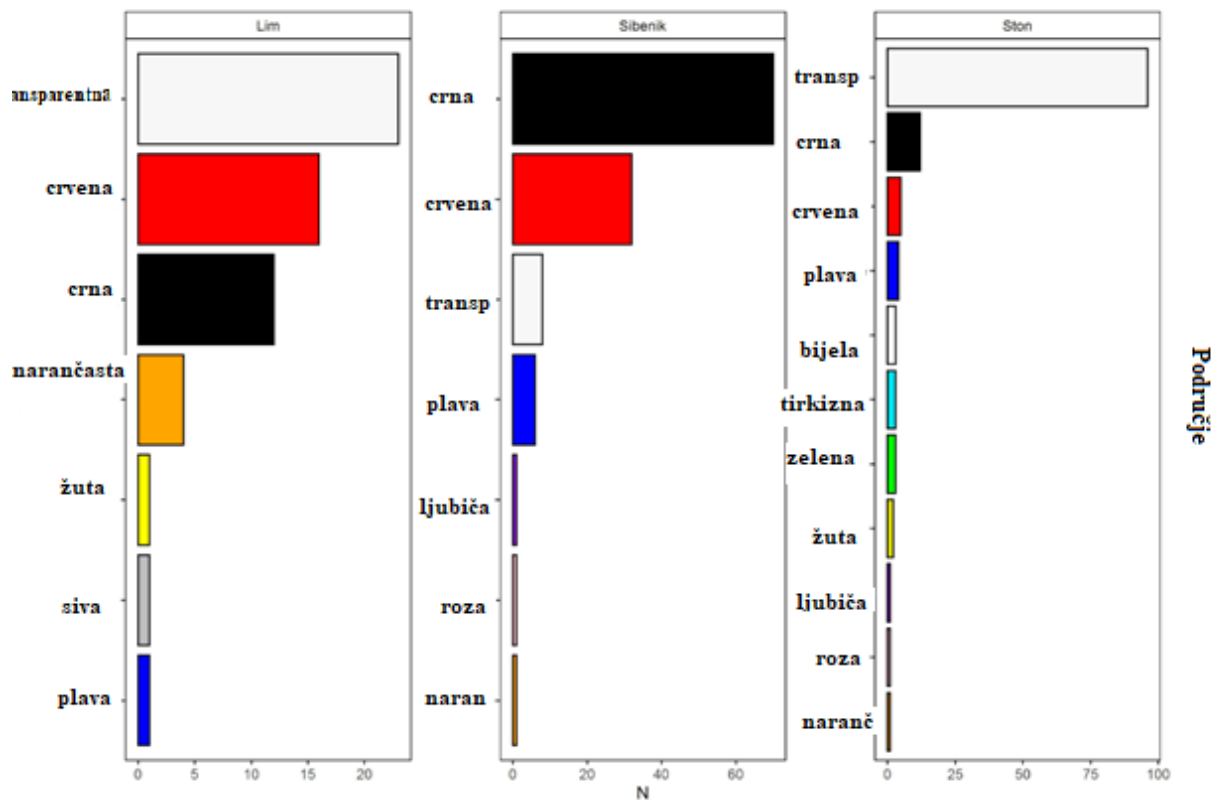 Lim
ansparentna
crvena
crna
narančasta
žuta
siva
plava
0 5 10 15 20
Sibenik
crna
crvena
transp
plava
ljubiča
roza
naran
0 20 40 60
N
Ston
transp
crna
crvena
plava
bijela
tirkizna
zelena
žuta
ljubiča
roza
naranč
0 25 50 75 100
Područje